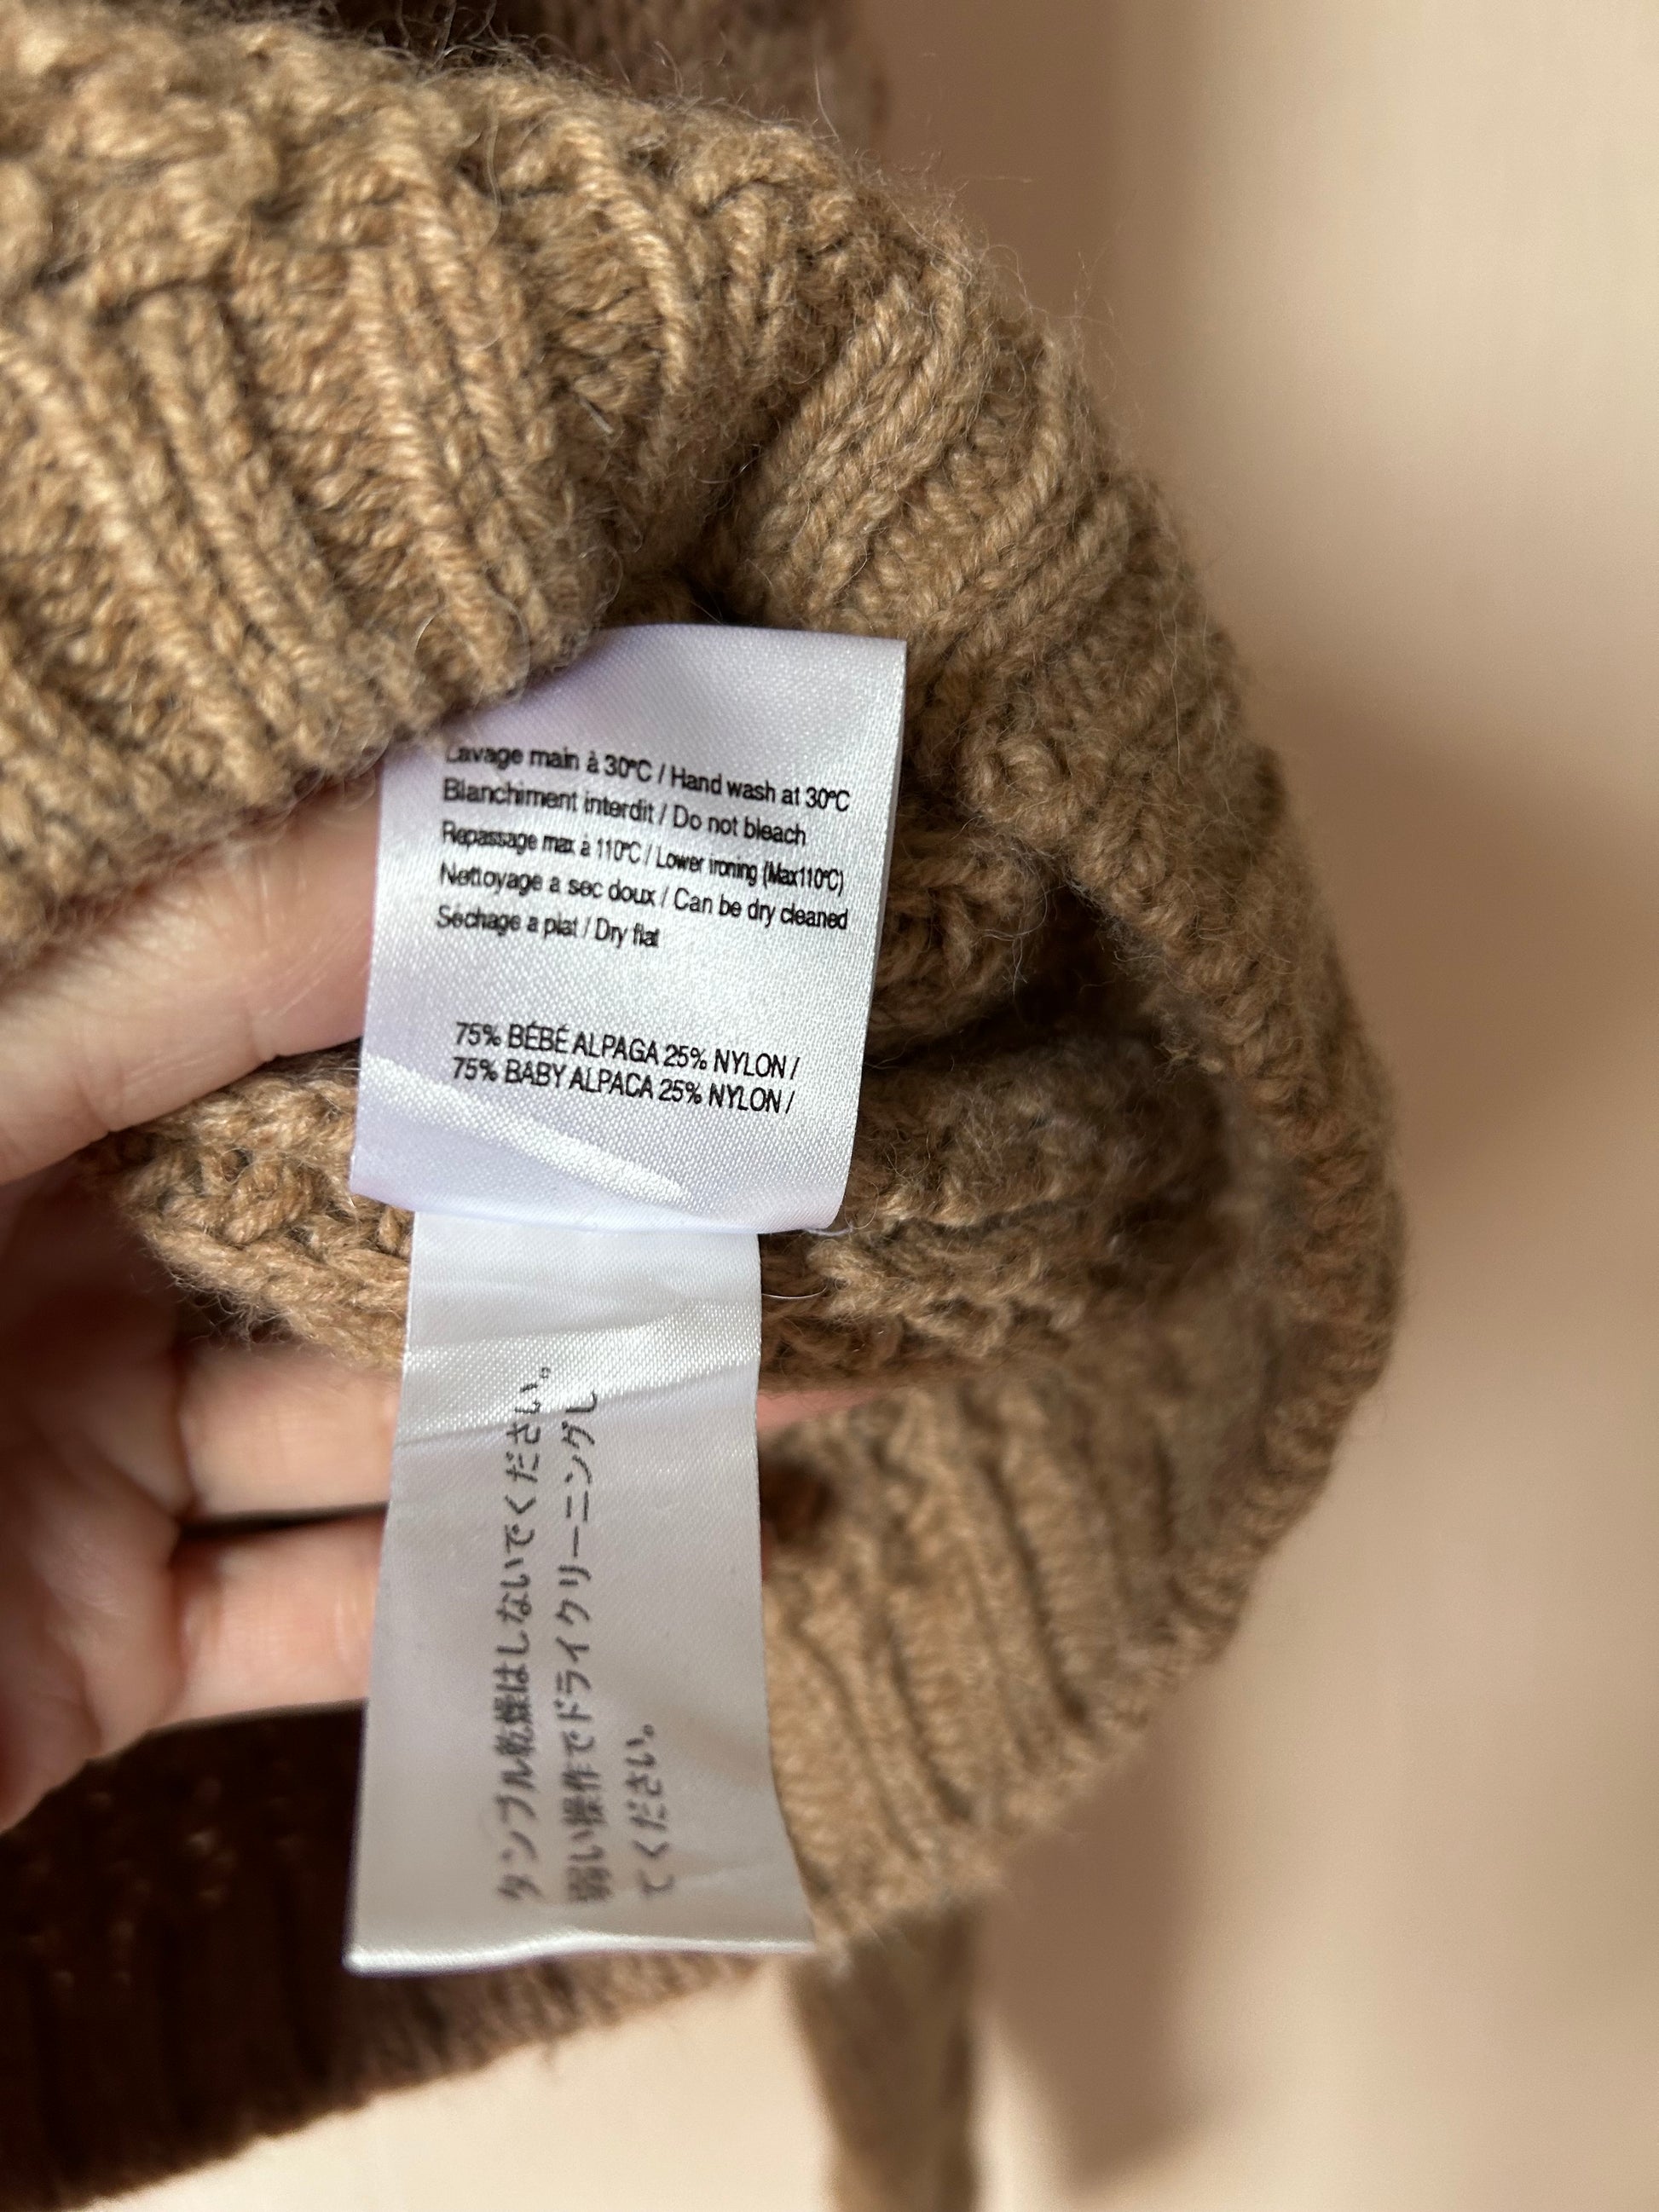 Lavage main à 30°C / Hand wash at 30°C
Blanchiment interdit / Do not bleach
Repassage max à 110°C / Lower ironing (Max110°C)
Nettoyage a sec doux / Can be dry cleaned
Séchage a plat / Dry flat
75% BÉBÉ ALPAGA 25% NYLON /
75% BABY ALPACA 25% NYLON /
タンブル乾燥はしないでください。
弱い操作でドライクリーニングし
てください。